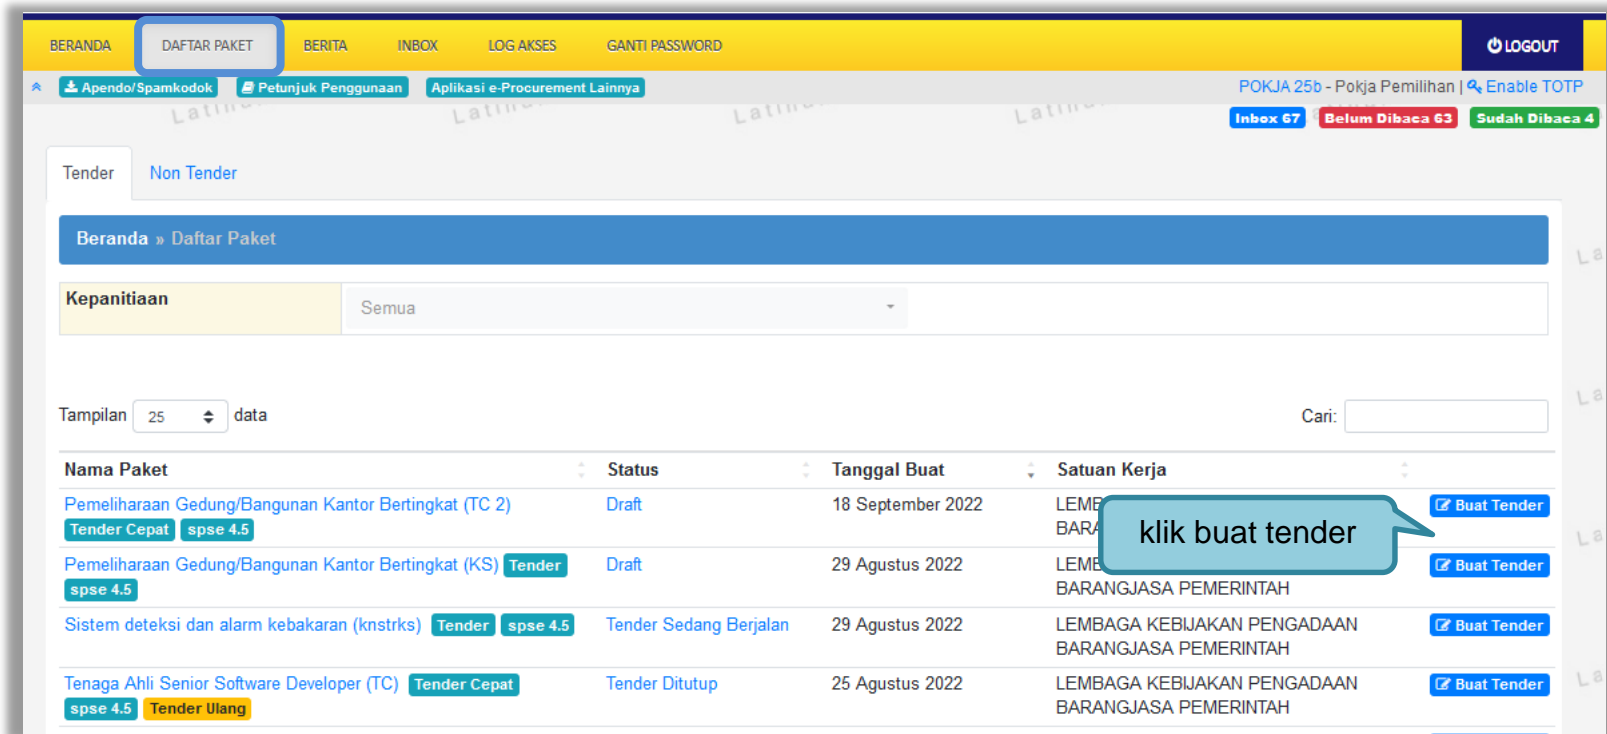 BERANDA DAFTAR PAKET BERITA INBOX LOG AKSES GANTI PASSWORD LOGOUT
Apendo/Spamkodok Petunjuk Penggunaan Aplikasi e-Procurement Lainnya POKJA 25b - Pokja Pemilihan | Enable TOTP
Inbox 67 Belum Dibaca 63 Sudah Dibaca 4
Tender Non Tender
Beranda » Daftar Paket
Kepanitiaan Semua
Tampilan 25 data Cari:
Nama Paket Status Tanggal Buat Satuan Kerja
Pemeliharaan Gedung/Bangunan Kantor Bertingkat (TC 2) Draft 18 September 2022 Buat Tender
Tender Cepat spse 4.5
klik buat tender
Pemeliharaan Gedung/Bangunan Kantor Bertingkat (KS) Tender Draft 29 Agustus 2022 Buat Tender
spse 4.5 BARANGJASA PEMERINTAH
Sistem deteksi dan alarm kebakaran (knstrks) Tender spse 4.5 Tender Sedang Berjalan 29 Agustus 2022 LEMBAGA KEBIJAKAN PENGADAAN Buat Tender
BARANGJASA PEMERINTAH
Tenaga Ahli Senior Software Developer (TC) Tender Cepat Tender Ditutup 25 Agustus 2022 LEMBAGA KEBIJAKAN PENGADAAN Buat Tender
spse 4.5 Tender Ulang BARANGJASA PEMERINTAH